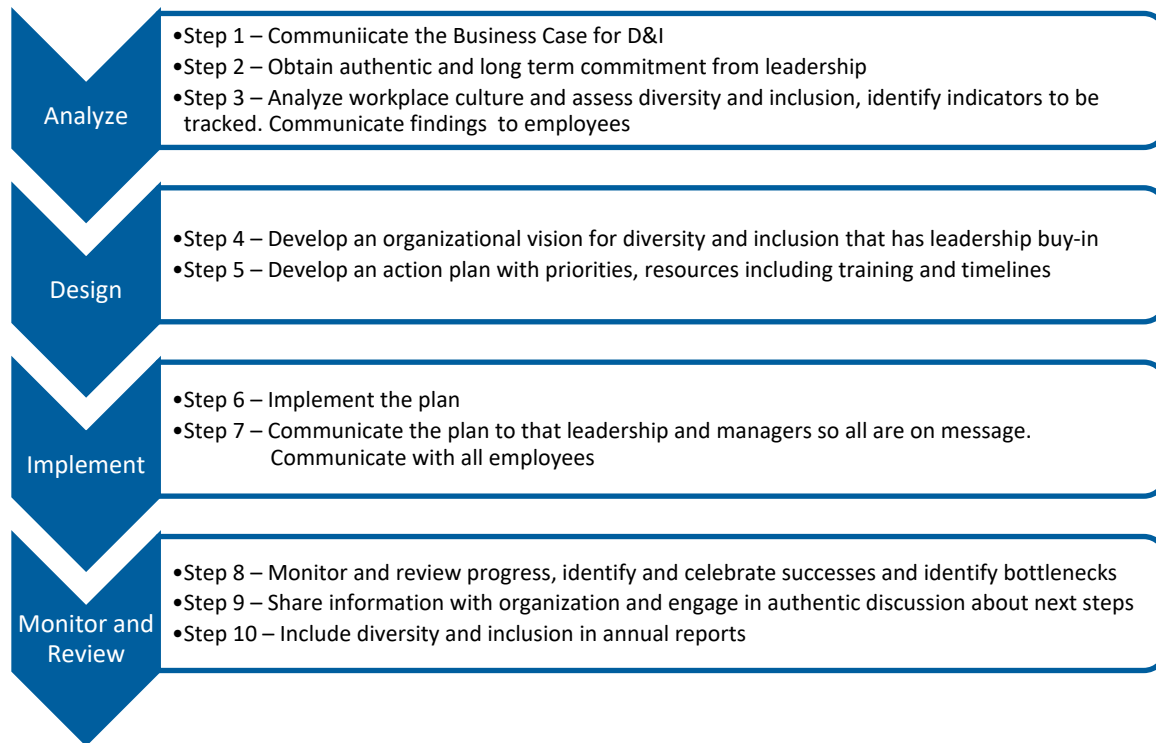 Analyze
•Step 1 – Communiicate the Business Case for D&I
•Step 2 – Obtain authentic and long term commitment from leadership
•Step 3 – Analyze workplace culture and assess diversity and inclusion, identify indicators to be
tracked. Communicate findings  to employees
Design
•Step 4 – Develop an organizational vision for diversity and inclusion that has leadership buy-in
•Step 5 – Develop an action plan with priorities, resources including training and timelines
Implement
•Step 6 – Implement the plan
•Step 7 – Communicate the plan to that leadership and managers so all are on message.
Communicate with all employees
Monitor and
Review
•Step 8 – Monitor and review progress, identify and celebrate successes and identify bottlenecks
•Step 9 – Share information with organization and engage in authentic discussion about next steps
•Step 10 – Include diversity and inclusion in annual reports